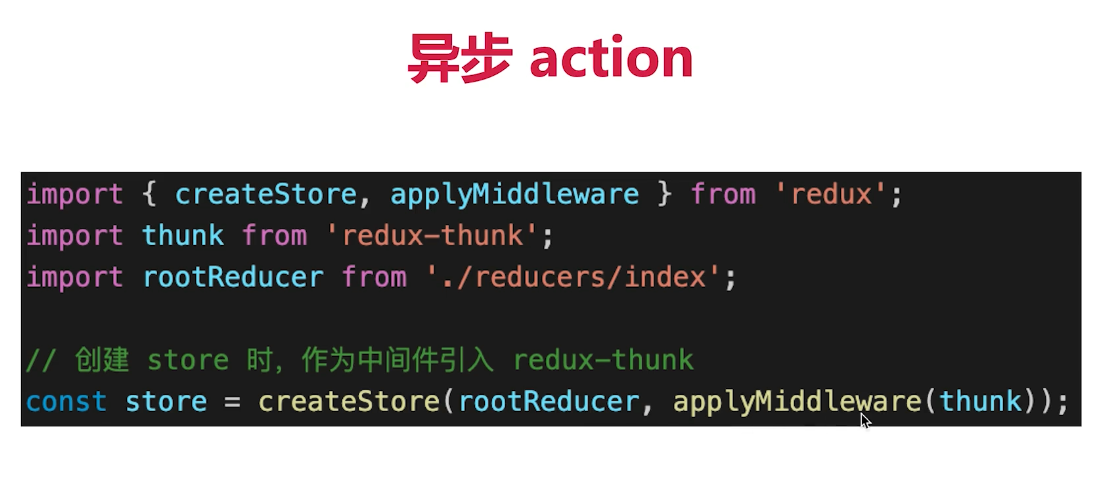 异步 action
import { createStore, applyMiddleware } from 'redux';
import thunk from 'redux-thunk';
import rootReducer from './reducers/index';
// 创建 store 时，作为中间件引入 redux-thunk
const store = createStore(rootReducer, applyMiddleware(thunk));